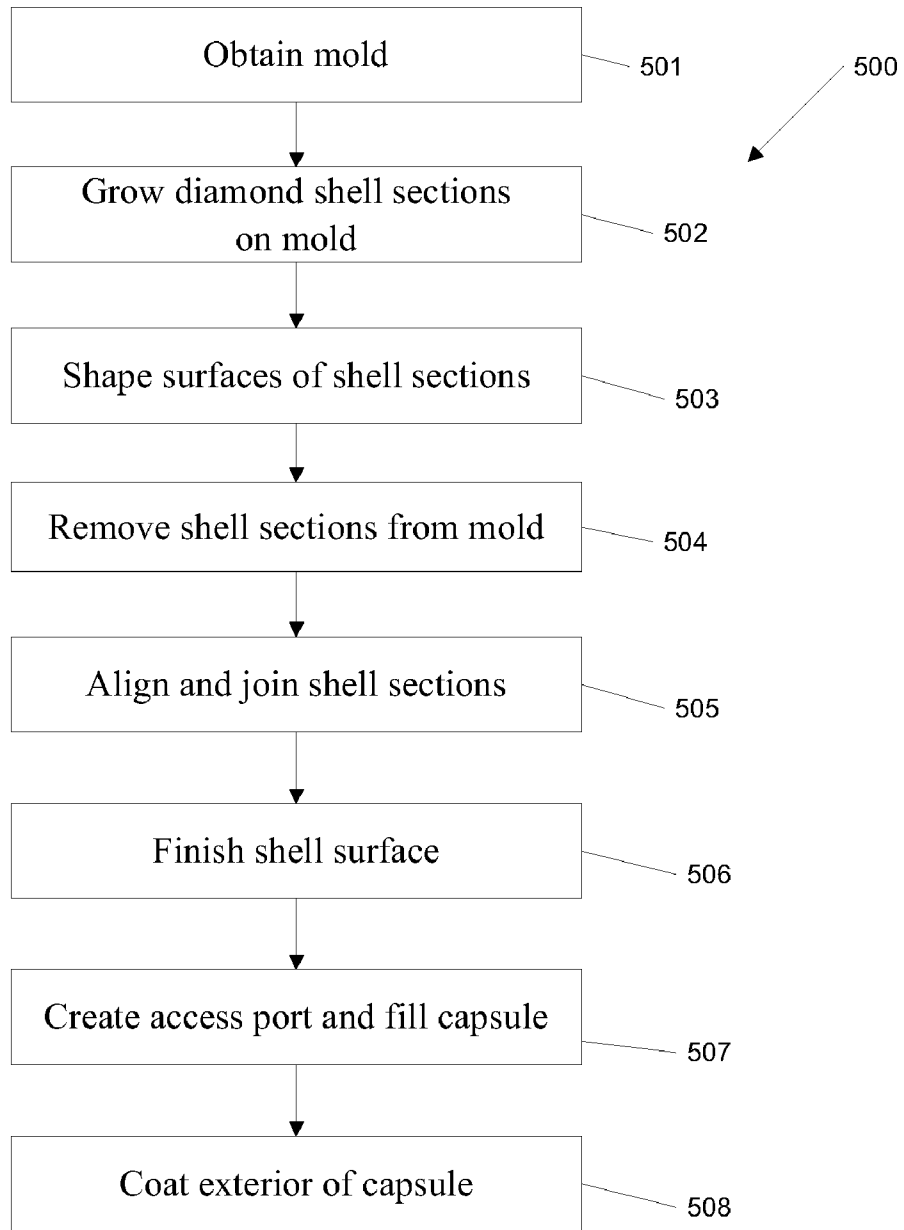 Obtain mold
501
500
Grow diamond shell sections
on mold
502
Shape surfaces of shell sections
503
Remove shell sections from mold
504
Align and join shell sections
505
Finish shell surface
506
Create access port and fill capsule
507
Coat exterior of capsule
508